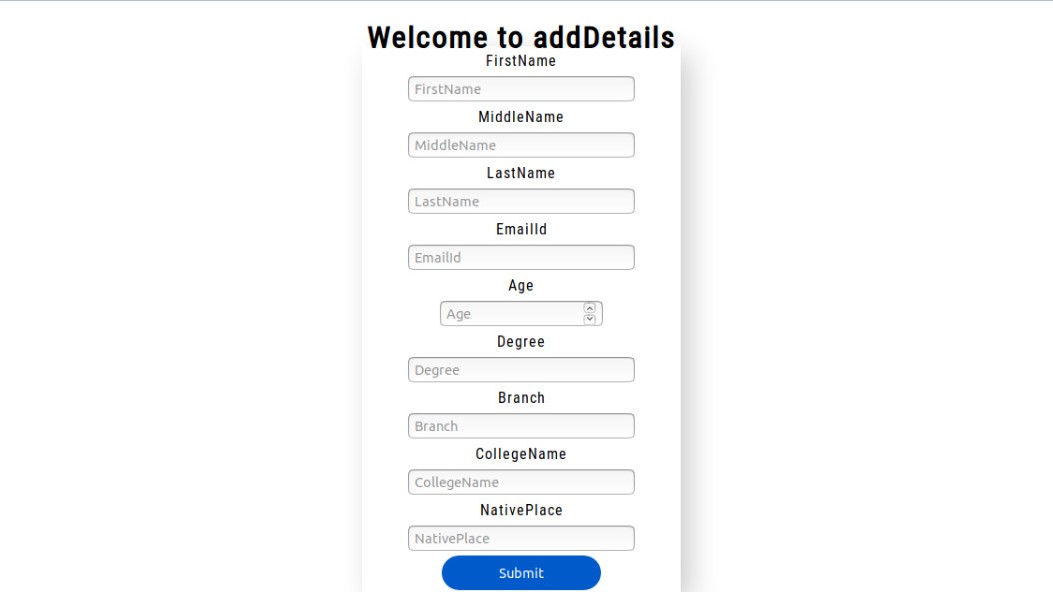 Welcome to addDetails
FirstName
FirstName
MiddleName
MiddleName
LastName
LastName
EmailId
EmailId
Age
Age
Degree
Degree
Branch
Branch
CollegeName
CollegeName
NativePlace
NativePlace
Submit